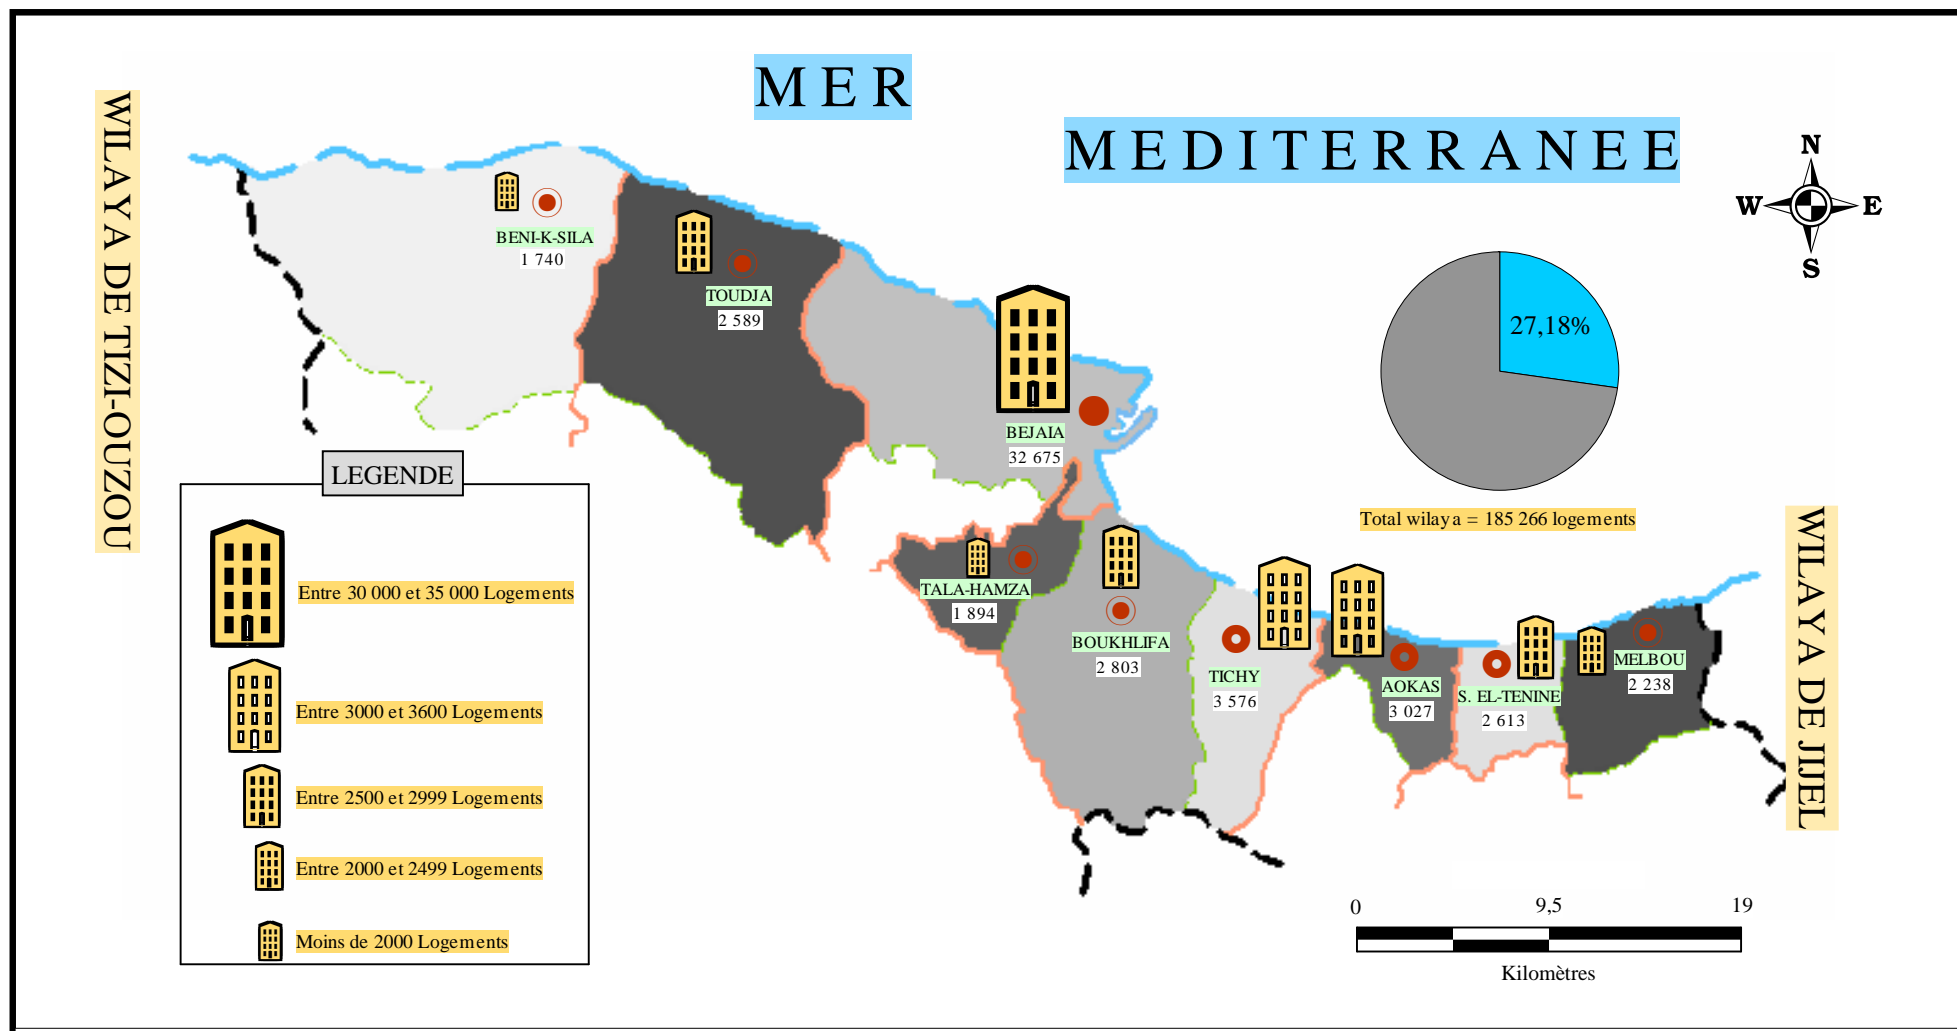 MER
MEDITERRANEE
WILAYA DE TIZI-OUZOU
N
W
E
S
BENI-K-SILA
1 740
TOUDJA
2 589
27,18%
BEJAIA
32 675
Total wilaya = 185 266 logements
WILAYA DE JIJEL
TALA-HAMZA
1 894
BOUKHLIFA
2 803
TICHY
3 576
AOKAS
3 027
S. EL-TENINE
2 613
MELBOU
2 238
LEGENDE
Entre 30 000 et 35 000 Logements
Entre 3000 et 3600 Logements
Entre 2500 et 2999 Logements
Entre 2000 et 2499 Logements
Moins de 2000 Logements
0 9,5 19
Kilomètres